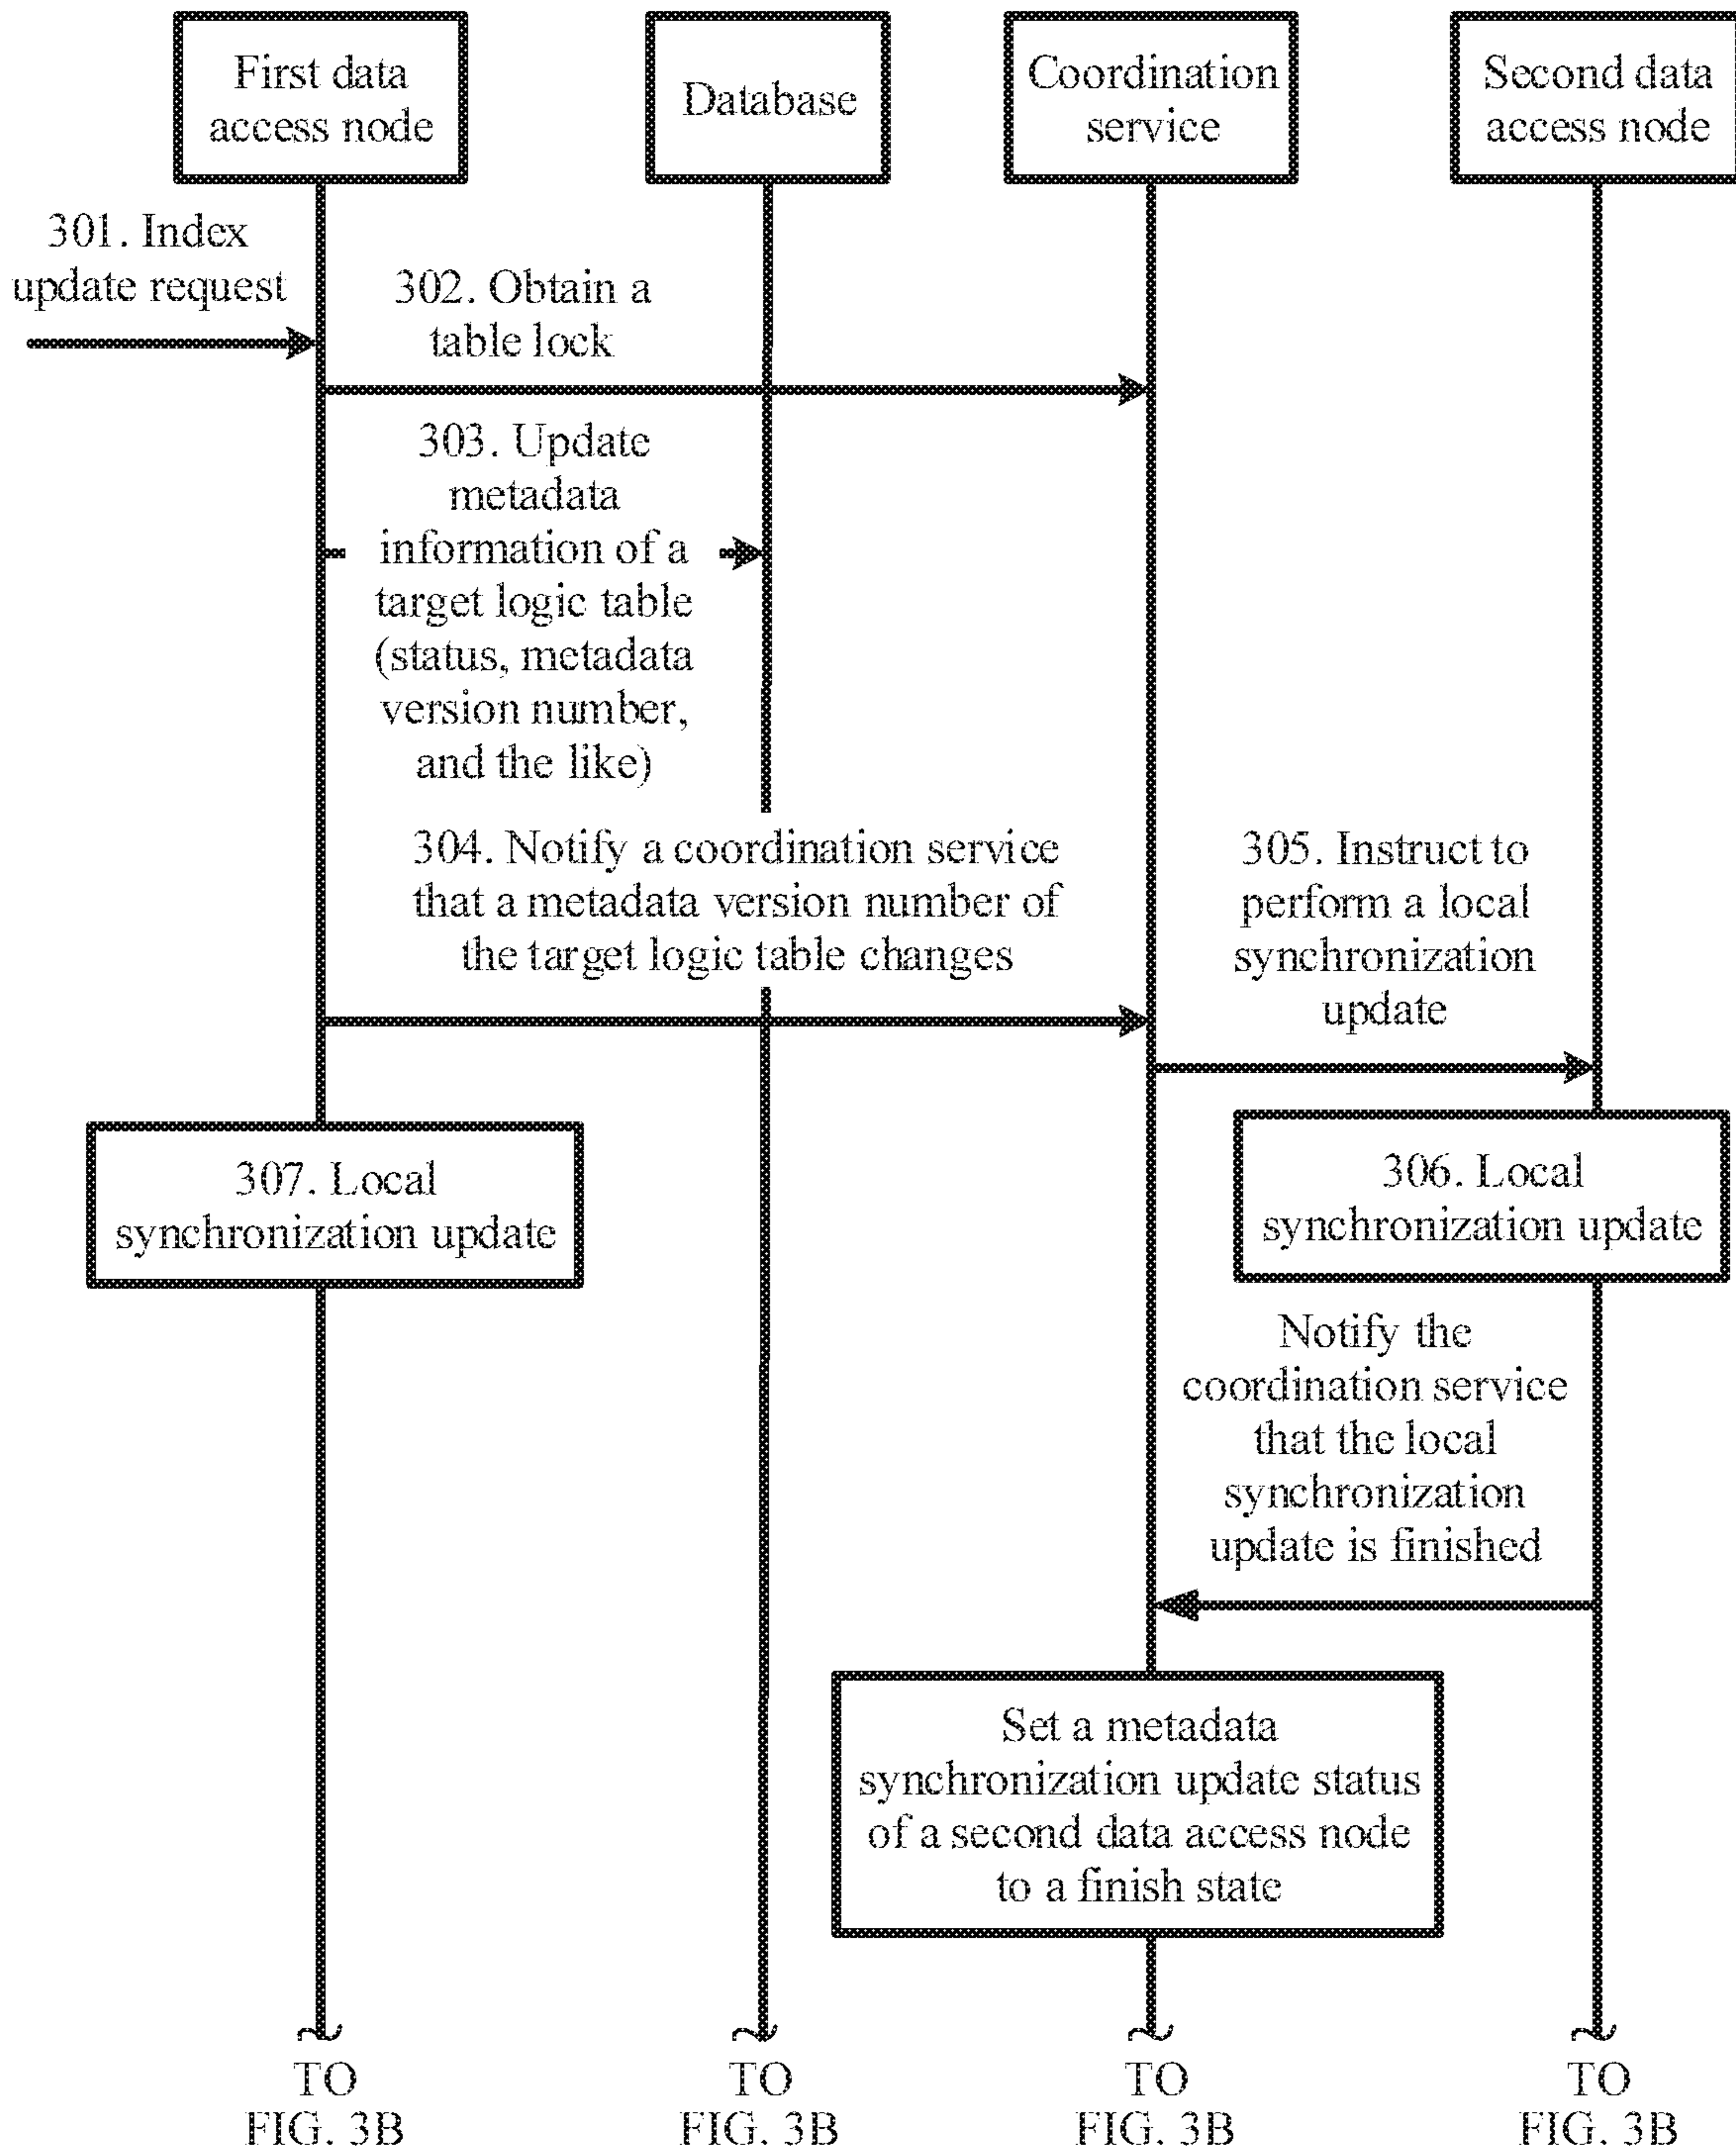 First data
access node
Database
Coordination
service
Second data
access node
301. Index
update request
302. Obtain a
table lock
303. Update
metadata
information of a
target logic table
(status, metadata
version number,
and the like)
304. Notify a coordination service
that a metadata version number of
the target logic table changes
305. Instruct to
perform a local
synchronization
update
307. Local
synchronization update
306. Local
synchronization update
Notify the
coordination service
that the local
synchronization
update is finished
Set a metadata
synchronization update status
of a second data access node
to a finish state
TO
FIG. 3B
TO
FIG. 3B
TO
FIG. 3B
TO
FIG. 3B